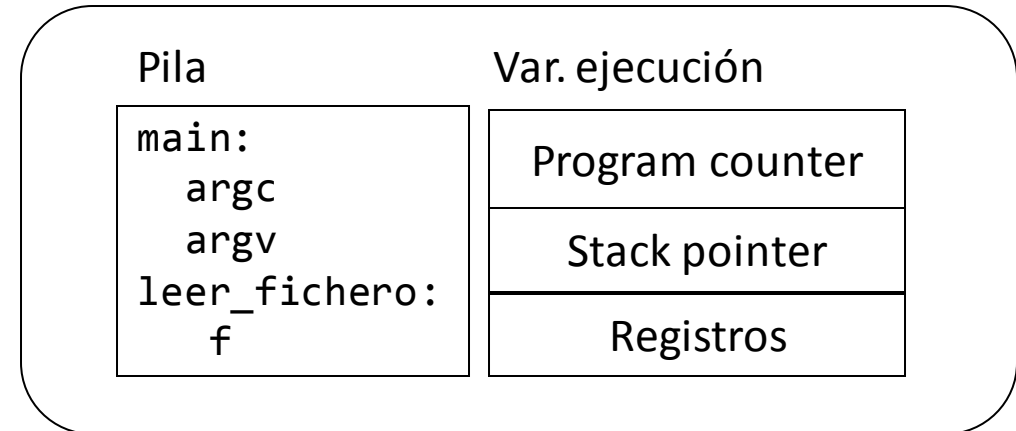 Pila
main:
argc
argv
leer_fichero:
f
Var. ejecución
Program counter
Stack pointer
Registros